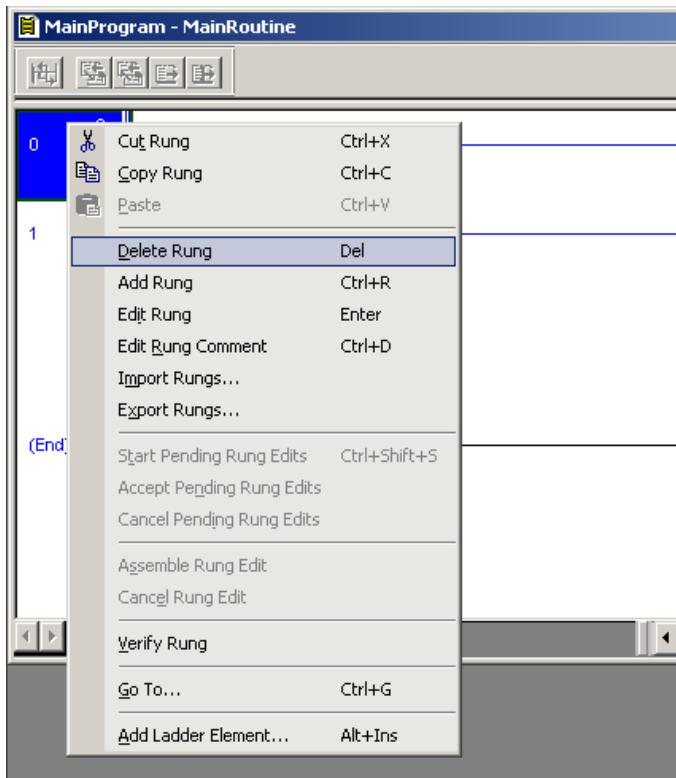 MainProgram - MainRoutine
0
Cut Rung Ctrl+X
Copy Rung Ctrl+C
Paste Ctrl+V
1
Delete Rung Del
Add Rung Ctrl+R
Edit Rung Enter
Edit Rung Comment Ctrl+D
Import Rungs...
Export Rungs...
(End)
Start Pending Rung Edits Ctrl+Shift+S
Accept Pending Rung Edits
Cancel Pending Rung Edits
Assemble Rung Edit
Cancel Rung Edit
Verify Rung
Go To... Ctrl+G
Add Ladder Element... Alt+Ins